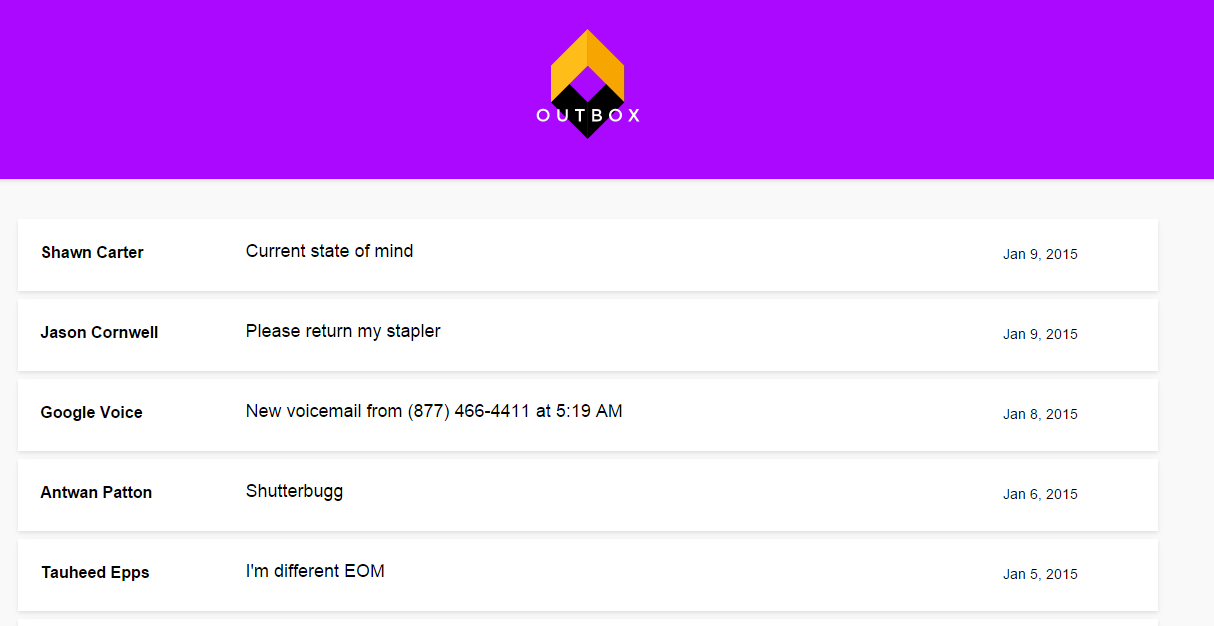 OUTBOX
Shawn Carter Current state of mind Jan 9, 2015
Jason Cornwell Please return my stapler Jan 9, 2015
Google Voice New voicemail from (877) 466-4411 at 5:19 AM Jan 8, 2015
Antwan Patton Shutterbugg Jan 6, 2015
Tauheed Epps I'm different EOM Jan 5, 2015